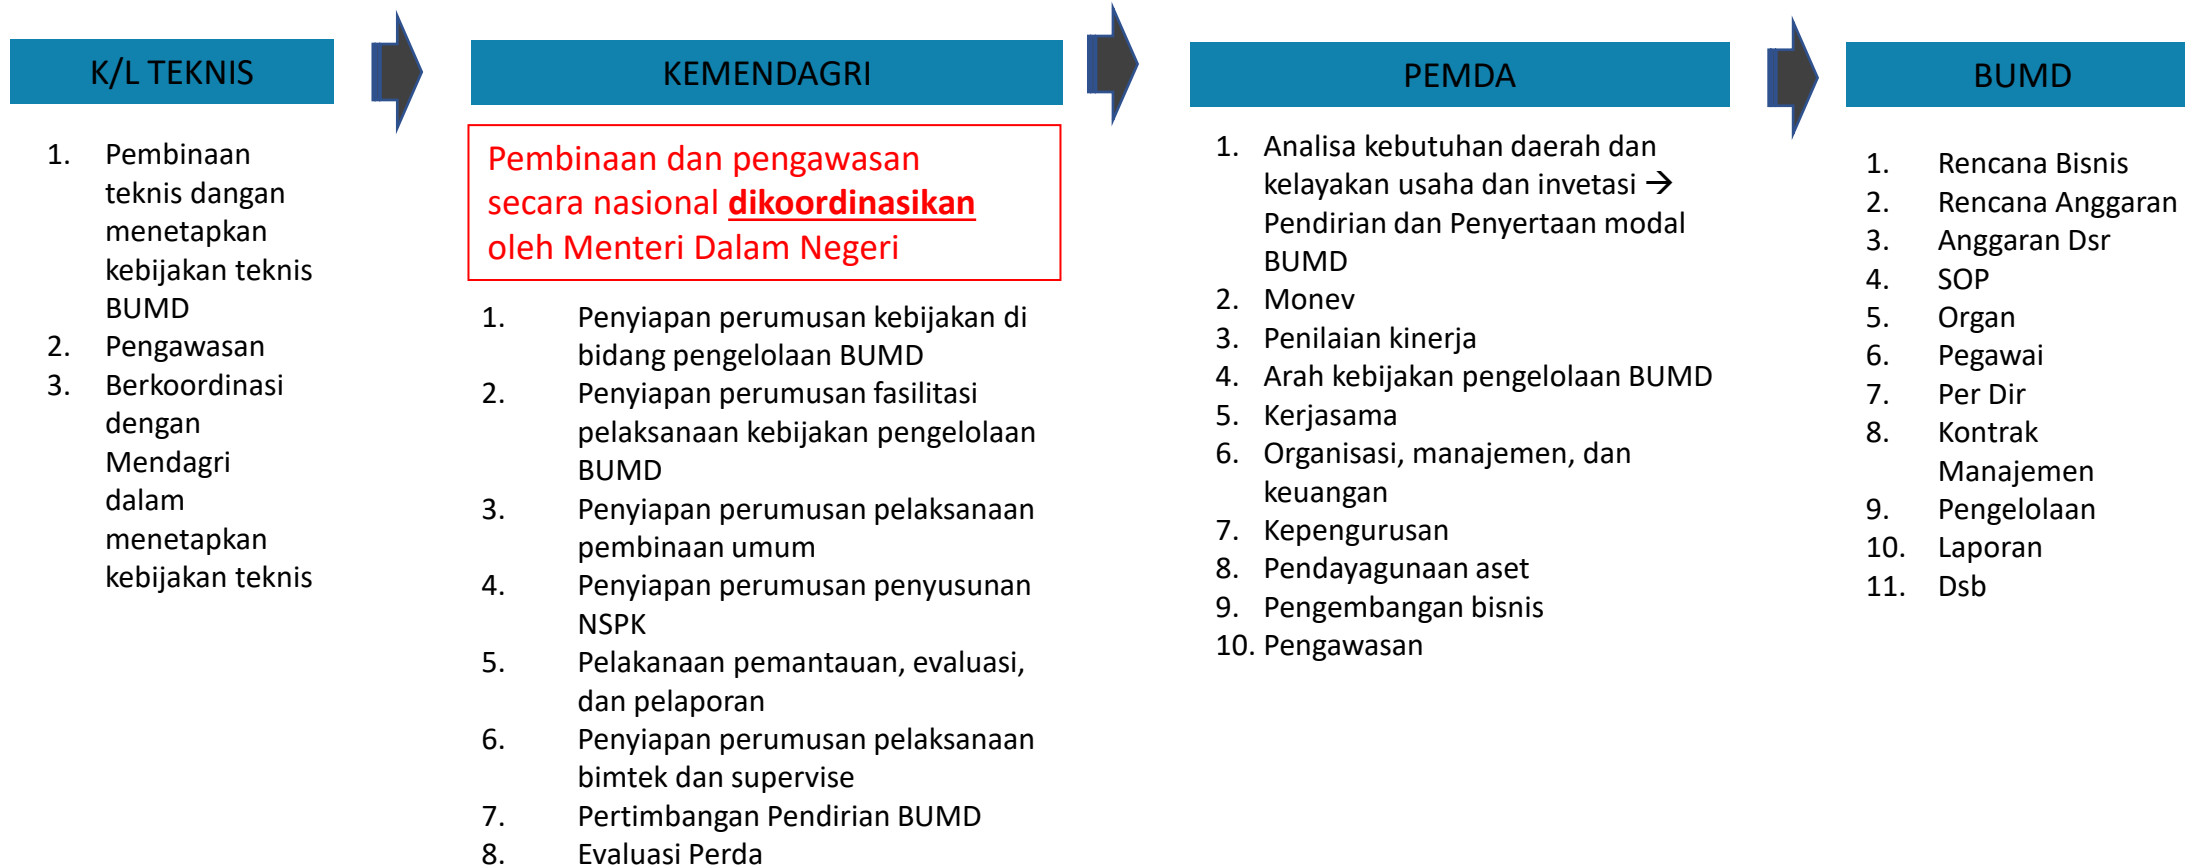 K/L TEKNIS
1. Pembinaan
teknis dangan
menetapkan
kebijakan teknis
BUMD
2. Pengawasan
3. Berkoordinasi
dengan
Mendagri
dalam
menetapkan
kebijakan teknis
KEMENDAGRI
Pembinaan dan pengawasan
secara nasional dikoordinasikan
oleh Menteri Dalam Negeri
1. Penyiapan perumusan kebijakan di
bidang pengelolaan BUMD
2. Penyiapan perumusan fasilitasi
pelaksanaan kebijakan pengelolaan
BUMD
3. Penyiapan perumusan pelaksanaan
pembinaan umum
4. Penyiapan perumusan penyusunan
NSPK
5. Pelakanaan pemantauan, evaluasi,
dan pelaporan
6. Penyiapan perumusan pelaksanaan
bimtek dan supervise
7. Pertimbangan Pendirian BUMD
8. Evaluasi Perda
PEMDA
1. Analisa kebutuhan daerah dan
kelayakan usaha dan invetasi →
Pendirian dan Penyertaan modal
BUMD
2. Monev
3. Penilaian kinerja
4. Arah kebijakan pengelolaan BUMD
5. Kerjasama
6. Organisasi, manajemen, dan
keuangan
7. Kepengurusan
8. Pendayagunaan aset
9. Pengembangan bisnis
10. Pengawasan
BUMD
1. Rencana Bisnis
2. Rencana Anggaran
3. Anggaran Dsr
4. SOP
5. Organ
6. Pegawai
7. Per Dir
8. Kontrak
Manajemen
9. Pengelolaan
10. Laporan
11. Dsb